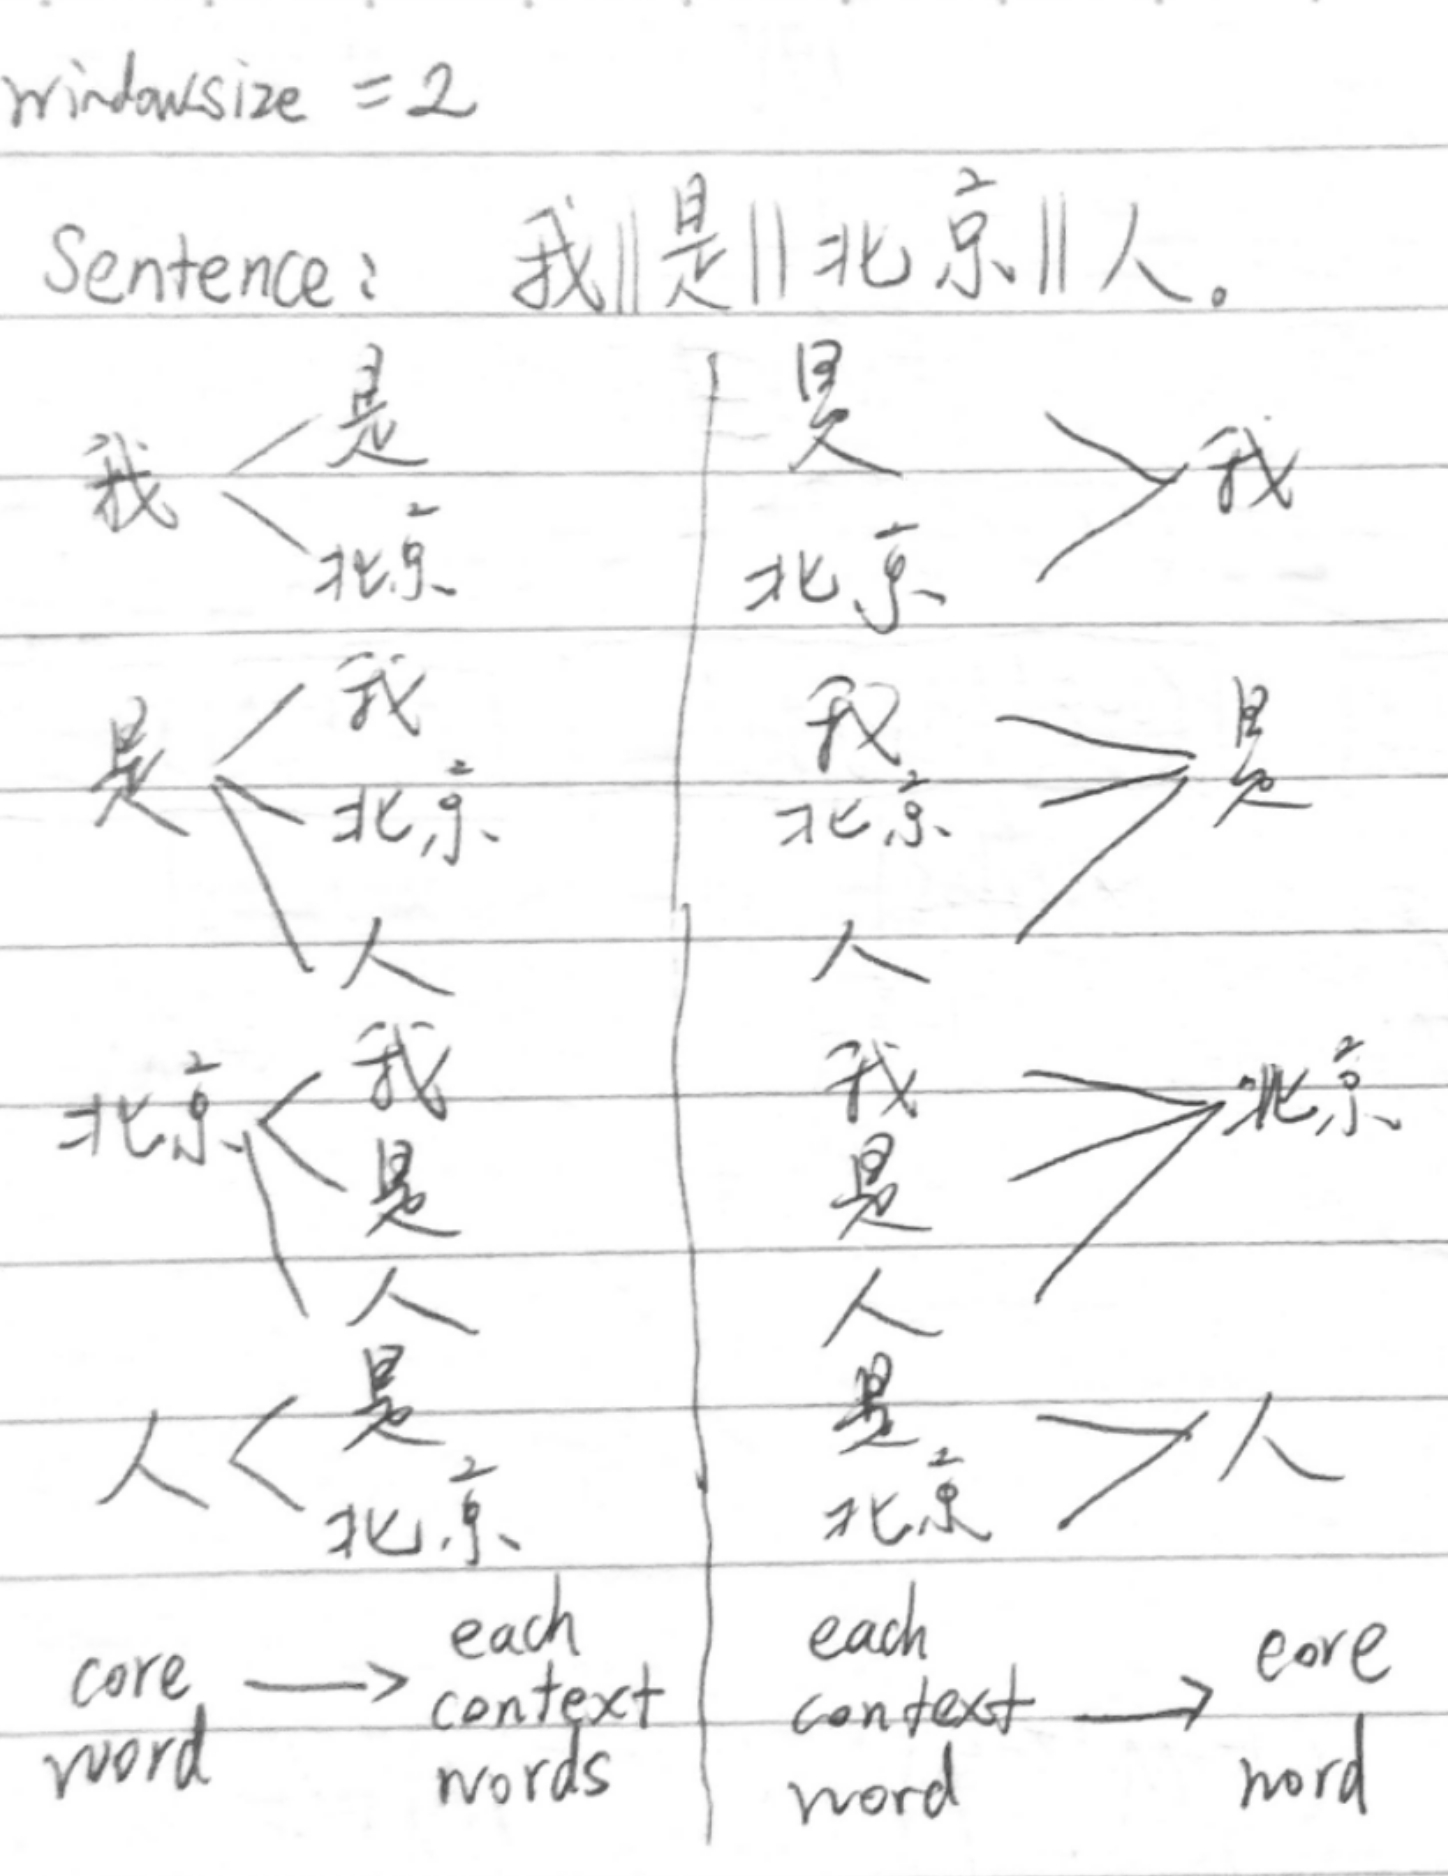 windowsize = 2
Sentence: 我||是||北京||人。
我 是 北京
是 北京 我
是 我 北京 人
我 北京 人 是
北京 我 是 人
我 是 人 北京
人 是 北京
是 北京 人
core word → each context words
each context word → core word